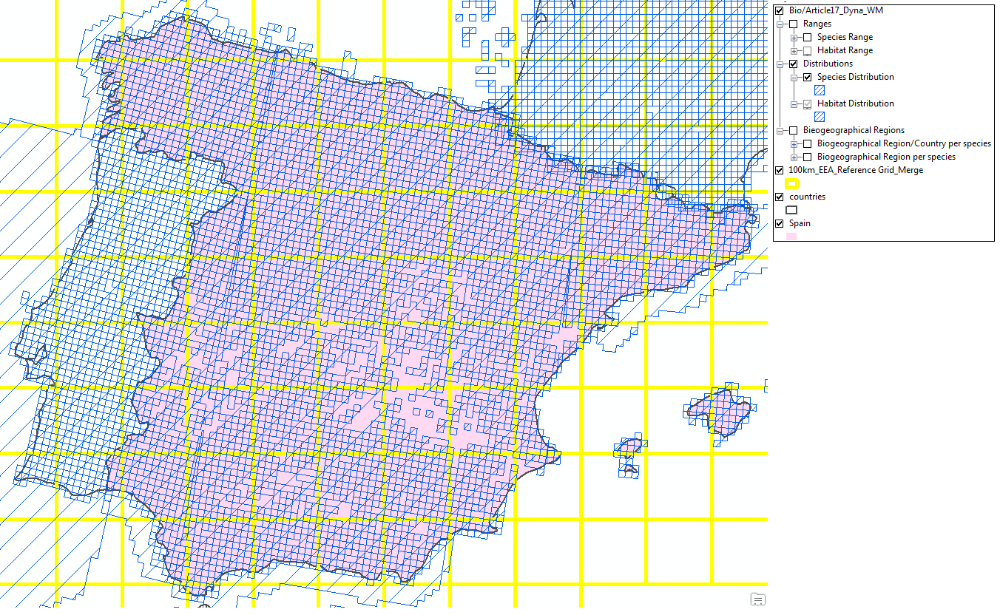 Bio/Article17_Dyna_WM
Ranges
Species Range
Habitat Range
Distributions
Species Distribution
Habitat Distribution
Bieogeographical Regions
Biogeographical Region/Country per species
Biogeographical Region per species
100km_EEA_Reference Grid_Merge
countries
Spain